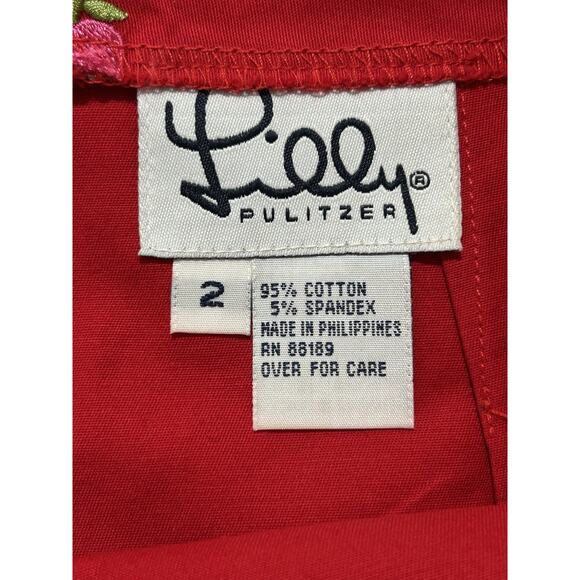 Lilly®
PULITZER
2
95% COTTON
5% SPANDEX
MADE IN PHILIPPINES
RN 88189
OVER FOR CARE